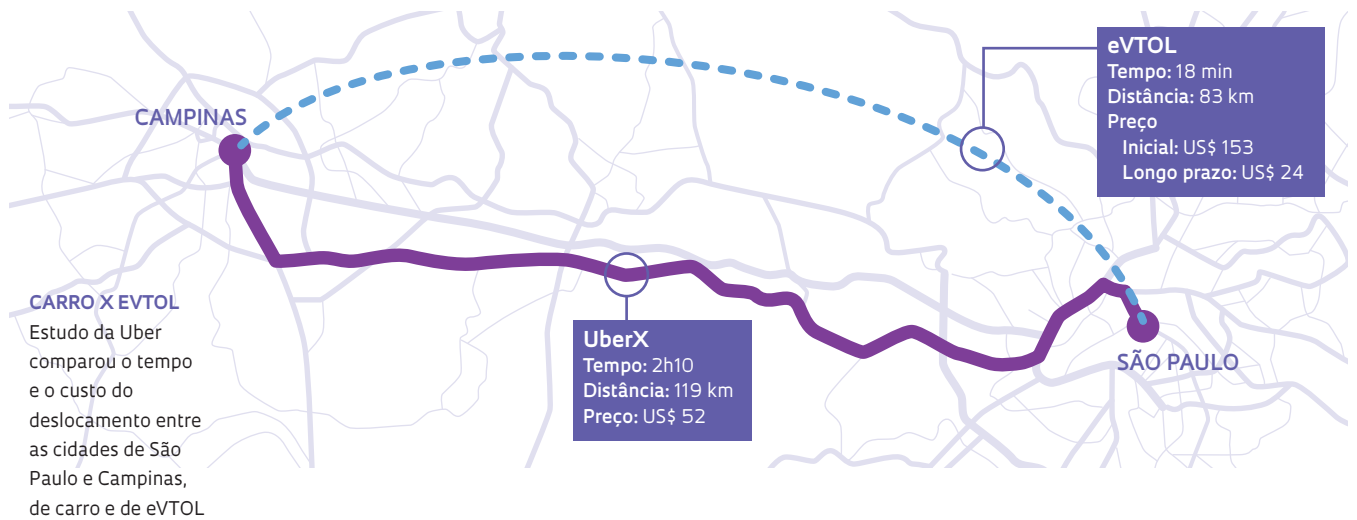 eVTOL
Tempo: 18 min
Distância: 83 km
Preço
Inicial: US$ 153
Longo prazo: US$ 24
CAMPINAS
CARRO X EVTOL
Estudo da Uber
comparou o tempo
e o custo do
deslocamento entre
as cidades de São
Paulo e Campinas,
de carro e de eVTOL
UberX
Tempo: 2h10
Distância: 119 km
Preço: US$ 52
SÃO PAULO